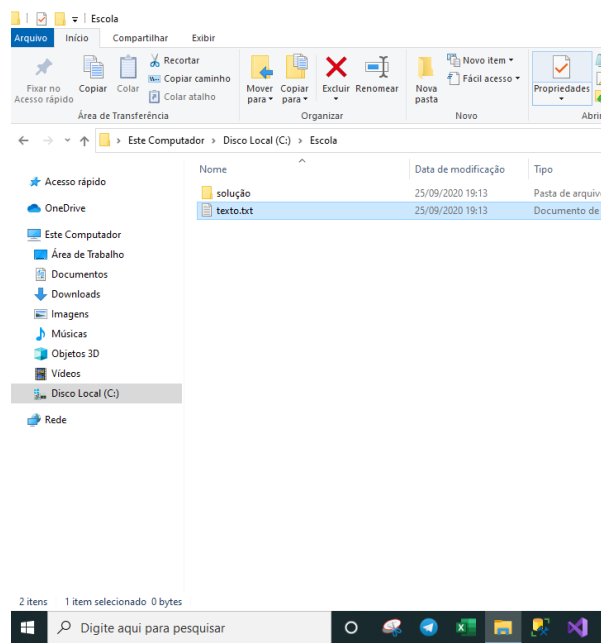 Escola
Arquivo Início Compartilhar Exibir
Fixar no Acesso rápido
Copiar
Colar
Recortar
Copiar caminho
Colar atalho
Mover para
Copiar para
Excluir
Renomear
Nova pasta
Novo item
Fácil acesso
Propriedades
Área de Transferência Organizar Novo Abri
Este Computador Disco Local (C:) Escola
Nome Data de modificação Tipo
solução 25/09/2020 19:13 Pasta de arquiv
texto.txt 25/09/2020 19:13 Documento de
Acesso rápido
OneDrive
Este Computador
Área de Trabalho
Documentos
Downloads
Imagens
Músicas
Objetos 3D
Vídeos
Disco Local (C:)
Rede
2 itens 1 item selecionado 0 bytes
Digite aqui para pesquisar